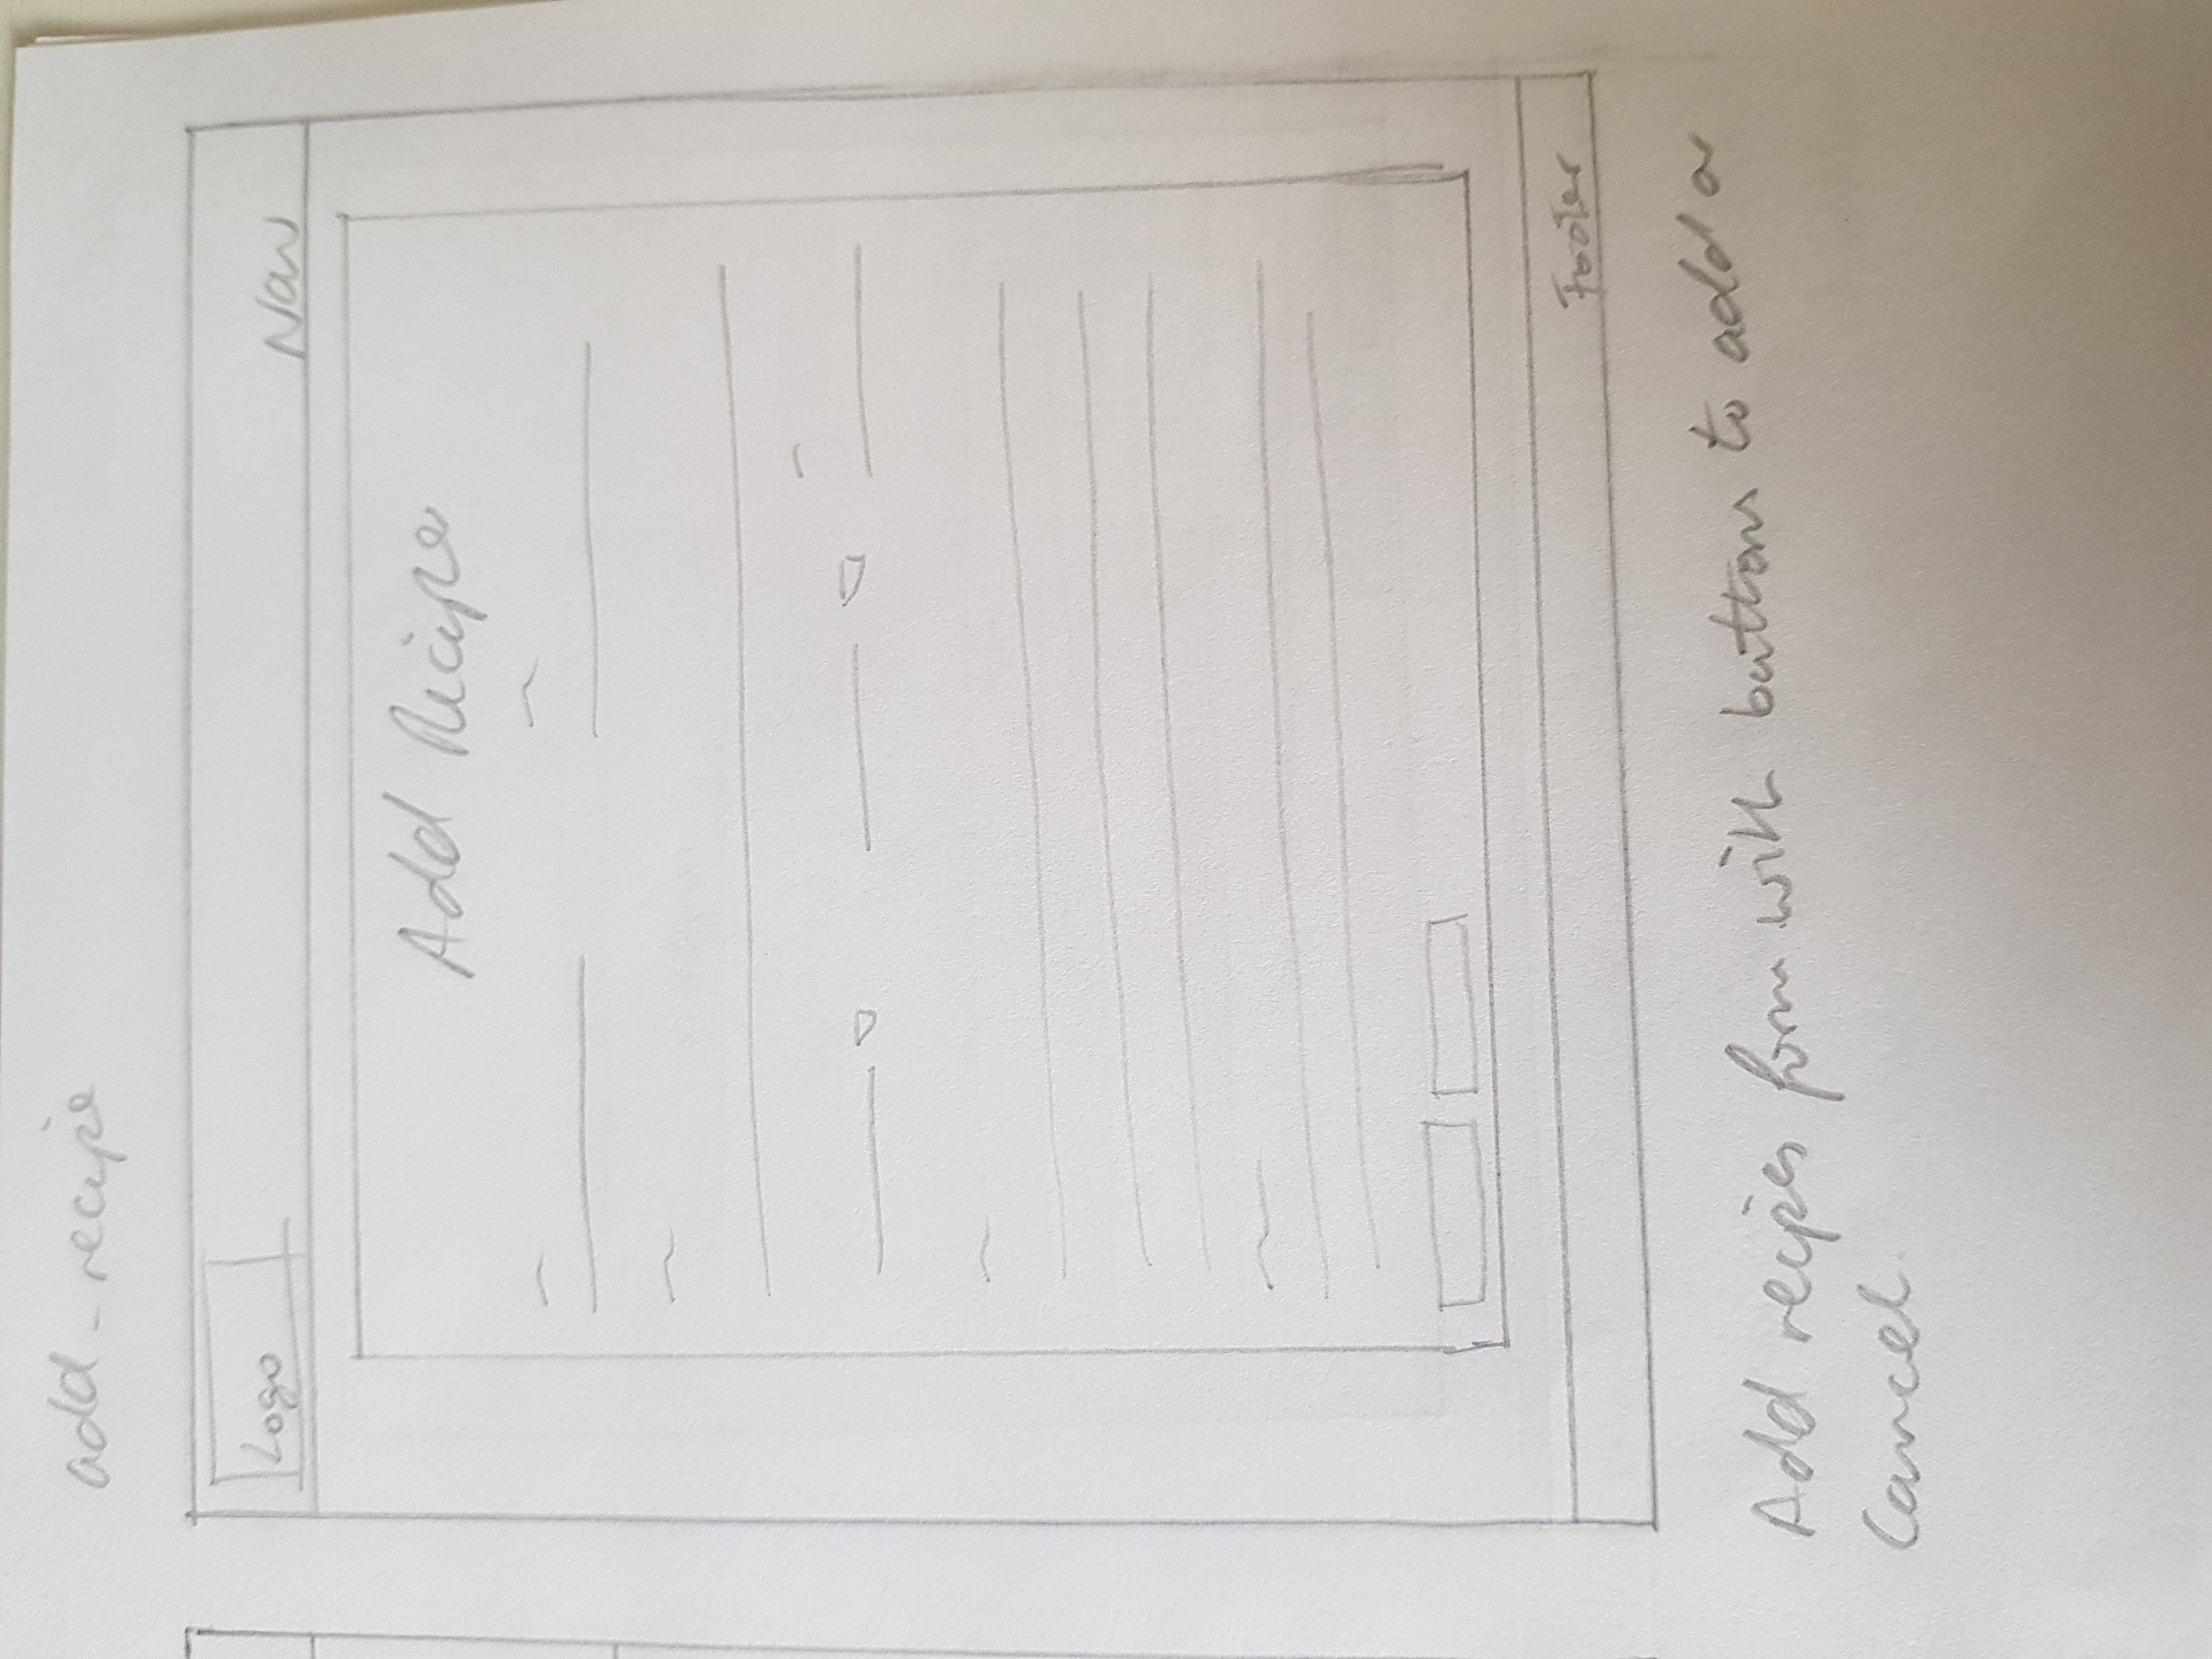 add_recipe
Logo
Nav
Add Recipe
Footer
Add recipes form with buttons to add or
Cancel.